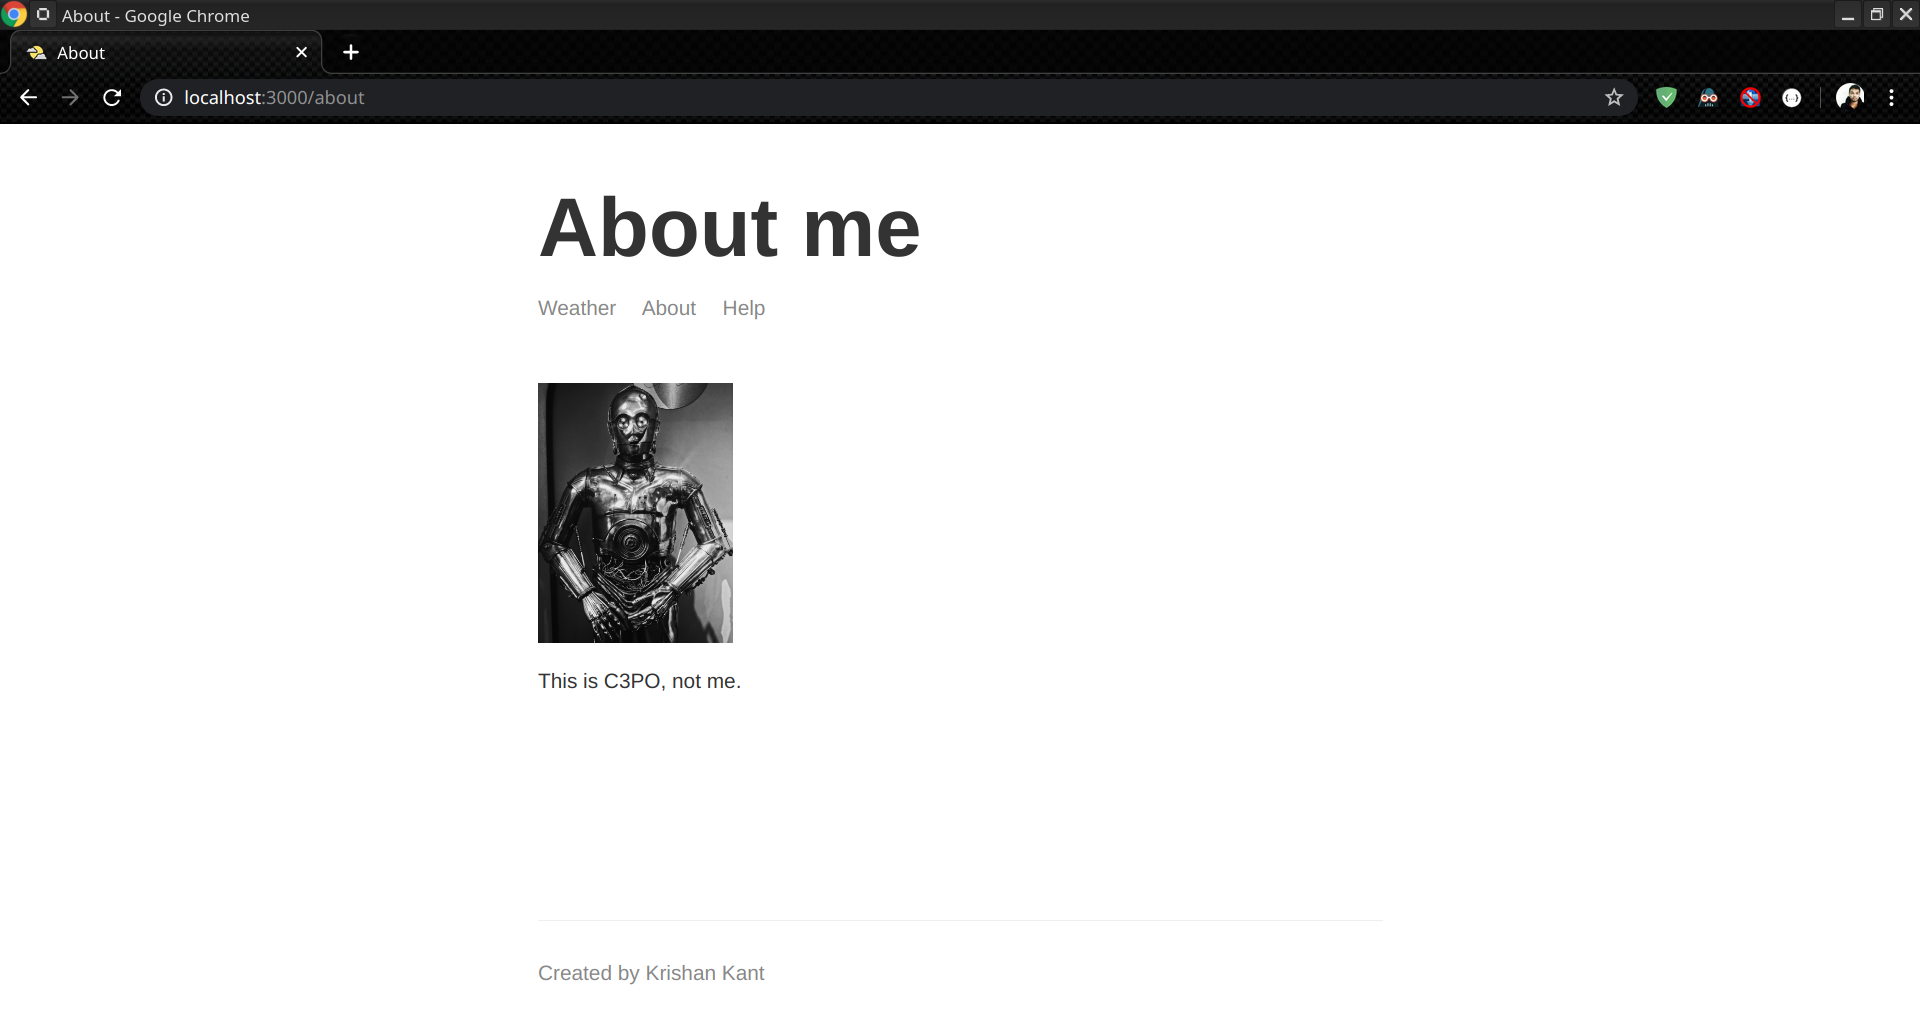 About - Google Chrome
About
localhost:3000/about
About me
Weather About Help
This is C3PO, not me.
Created by Krishan Kant